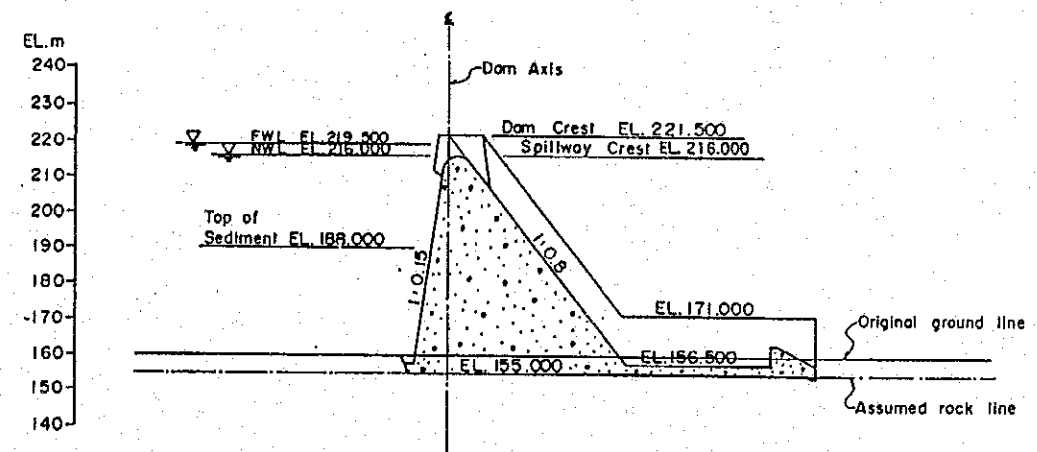 ℄
EL.m
Dam Axis
240
230
220
210
200
190
180
170
160
150
140
FWL EL. 219.500
NWL EL. 216.000
Dam Crest EL. 221.500
Spillway Crest EL. 216.000
Top of
Sediment EL. 188.000
1:0.15
1:0.8
EL. 171.000
Original ground line
EL. 155.000
EL. 156.500
Assumed rock line